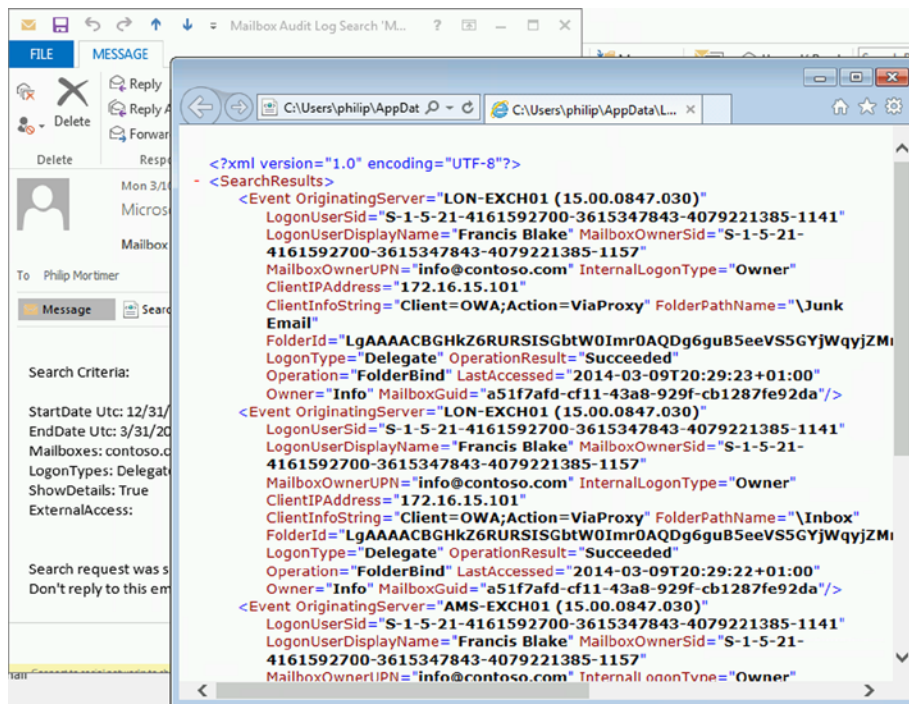 Mailbox Audit Log Search 'M...
FILE
MESSAGE
Delete
Reply
Reply A
Forwar
Delete
Resp
C:\Users\philip\AppDat
C:\Users\philip\AppData\L...
Mon 3/10
Micros
Mailbox
To Philip Mortimer
Message
Searc
Search Criteria:
StartDate Utc: 12/31/
EndDate Utc: 3/31/20
Mailboxes: contoso.c
LogonTypes: Delegat
ShowDetails: True
ExternalAccess:
Search request was s
Don't reply to this em
<?xml version="1.0" encoding="UTF-8"?>
- <SearchResults>
<Event OriginatingServer="LON-EXCH01 (15.00.0847.030)"
LogonUserSid="S-1-5-21-4161592700-3615347843-4079221385-1141"
LogonUserDisplayName="Francis Blake" MailboxOwnerSid="S-1-5-21-
4161592700-3615347843-4079221385-1157"
MailboxOwnerUPN="info@contoso.com" InternalLogonType="Owner"
ClientIPAddress="172.16.15.101"
ClientInfoString="Client=OWA;Action=ViaProxy" FolderPathName="\Junk
Email"
FolderId="LgAAAACBGHkZ6RURSISGbtW0Imr0AQDg6guB5eeVS5GYjWqyjZM
LogonType="Delegate" OperationResult="Succeeded"
Operation="FolderBind" LastAccessed="2014-03-09T20:29:23+01:00"
Owner="Info" MailboxGuid="a51f7afd-cf11-43a8-929f-cb1287fe92da"/>
<Event OriginatingServer="LON-EXCH01 (15.00.0847.030)"
LogonUserSid="S-1-5-21-4161592700-3615347843-4079221385-1141"
LogonUserDisplayName="Francis Blake" MailboxOwnerSid="S-1-5-21-
4161592700-3615347843-4079221385-1157"
MailboxOwnerUPN="info@contoso.com" InternalLogonType="Owner"
ClientIPAddress="172.16.15.101"
ClientInfoString="Client=OWA;Action=ViaProxy" FolderPathName="\Inbox"
FolderId="LgAAAACBGHkZ6RURSISGbtW0Imr0AQDg6guB5eeVS5GYjWqyjZM
LogonType="Delegate" OperationResult="Succeeded"
Operation="FolderBind" LastAccessed="2014-03-09T20:29:22+01:00"
Owner="Info" MailboxGuid="a51f7afd-cf11-43a8-929f-cb1287fe92da"/>
<Event OriginatingServer="AMS-EXCH01 (15.00.0847.030)"
LogonUserSid="S-1-5-21-4161592700-3615347843-4079221385-1141"
LogonUserDisplayName="Francis Blake" MailboxOwnerSid="S-1-5-21-
4161592700-3615347843-4079221385-1157"
MailboxOwnerUPN="info@contoso.com" InternalLogonType="Owner"